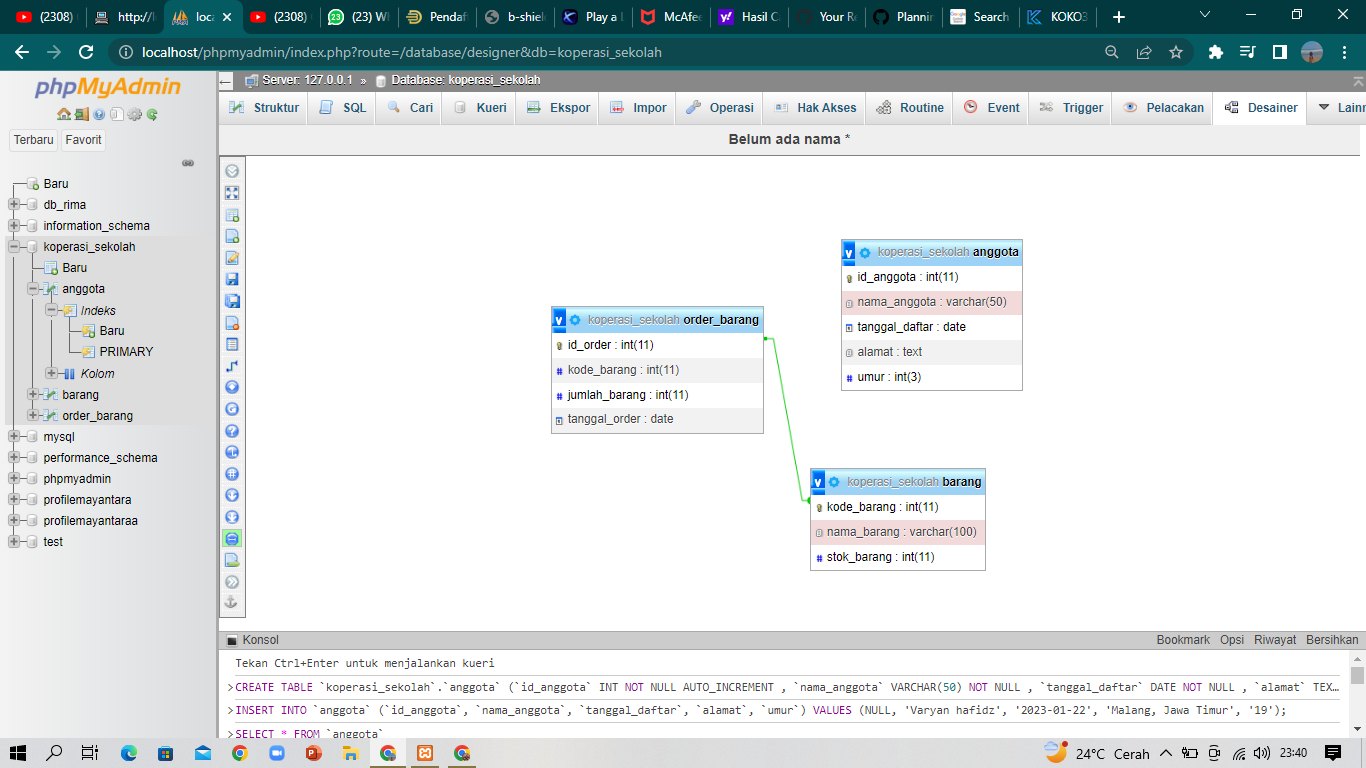 (2308)
http://l
loca
(2308)
(23) W
Pendaf
b-shiel
Play a L
McAfee
Hasil C
Your Re
Plannin
Search
KOKO3
localhost/phpmyadmin/index.php?route=/database/designer&db=koperasi_sekolah
phpMyAdmin
Terbaru Favorit
Baru
db_rima
information_schema
koperasi_sekolah
Baru
anggota
Indeks
Baru
PRIMARY
Kolom
barang
order_barang
mysql
performance_schema
phpmyadmin
profilemayantara
profilemayantaraa
test
Server: 127.0.0.1 » Database: koperasi_sekolah
Struktur SQL Cari Kueri Ekspor Impor Operasi Hak Akses Routine Event Trigger Pelacakan Desainer Lainn
Belum ada nama *
koperasi_sekolah anggota
id_anggota : int(11)
nama_anggota : varchar(50)
tanggal_daftar : date
alamat : text
umur : int(3)
koperasi_sekolah order_barang
id_order : int(11)
kode_barang : int(11)
jumlah_barang : int(11)
tanggal_order : date
koperasi_sekolah barang
kode_barang : int(11)
nama_barang : varchar(100)
stok_barang : int(11)
Konsol Bookmark Opsi Riwayat Bersihkan
Tekan Ctrl+Enter untuk menjalankan kueri
>CREATE TABLE `koperasi_sekolah`.`anggota` (`id_anggota` INT NOT NULL AUTO_INCREMENT , `nama_anggota` VARCHAR(50) NOT NULL , `tanggal_daftar` DATE NOT NULL , `alamat` TEX…
>INSERT INTO `anggota` (`id_anggota`, `nama_anggota`, `tanggal_daftar`, `alamat`, `umur`) VALUES (NULL, 'Varyan hafidz', '2023-01-22', 'Malang, Jawa Timur', '19');
>SELECT * FROM `anggota`
24°C Cerah 23:40